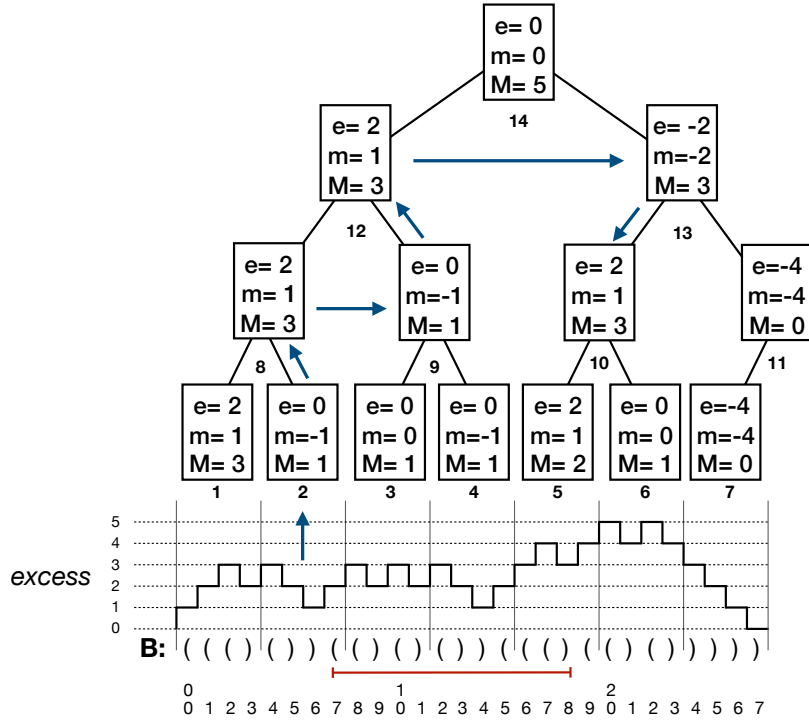 e= 0
m= 0
M= 5
14
e= 2
m= 1
M= 3
12
e= -2
m=-2
M= 3
13
e= 2
m= 1
M= 3
8
e= 0
m=-1
M= 1
9
e= 2
m= 1
M= 3
10
e=-4
m=-4
M= 0
11
e= 2
m= 1
M= 3
1
e= 0
m=-1
M= 1
2
e= 0
m= 0
M= 1
3
e= 0
m=-1
M= 1
4
e= 2
m= 1
M= 2
5
e= 0
m= 0
M= 1
6
e=-4
m=-4
M= 0
7
5
4
3
excess
2
1
0
B: ( ( ( ) ( ) ) ( ( ) ( ) ( ) ) ( ( ( ) ( ( ) ( ) ) ) ) )
0 1 2
0 1 2 3 4 5 6 7 8 9 0 1 2 3 4 5 6 7 8 9 0 1 2 3 4 5 6 7